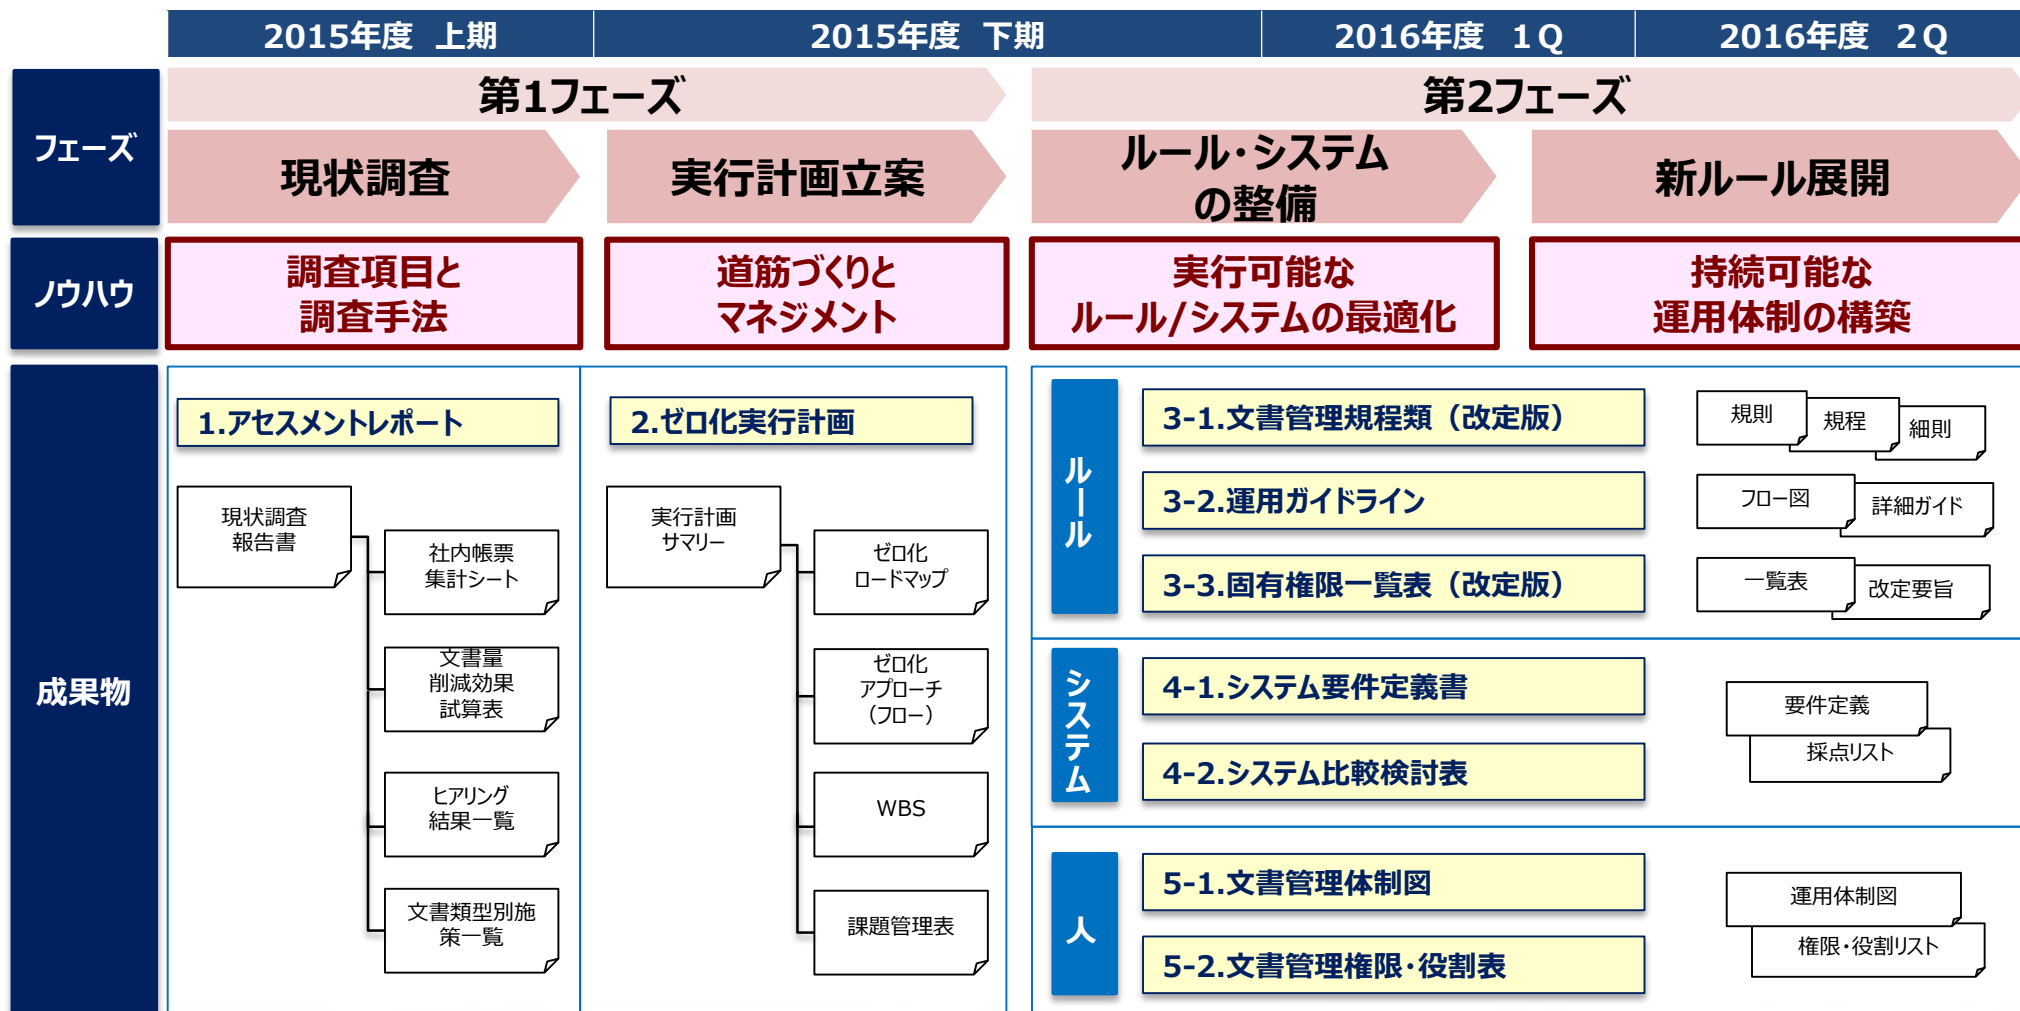 2015年度 上期
2015年度 下期
2016年度 1Q
2016年度 2Q
フェーズ
第1フェーズ
第2フェーズ
現状調査
実行計画立案
ルール・システム
の整備
新ルール展開
ノウハウ
調査項目と
調査手法
道筋づくりと
マネジメント
実行可能な
ルール/システムの最適化
持続可能な
運用体制の構築
成果物
1.アセスメントレポート
現状調査
報告書
社内帳票
集計シート
文書量
削減効果
試算表
ヒアリング
結果一覧
文書類型別施
策一覧
2.ゼロ化実行計画
実行計画
サマリー
ゼロ化
ロードマップ
ゼロ化
アプローチ
（フロー）
WBS
課題管理表
ルール
3-1.文書管理規程類（改定版）
規則
規程
細則
3-2.運用ガイドライン
フロー図
詳細ガイド
3-3.固有権限一覧表（改定版）
一覧表
改定要旨
システム
4-1.システム要件定義書
4-2.システム比較検討表
要件定義
採点リスト
人
5-1.文書管理体制図
5-2.文書管理権限・役割表
運用体制図
権限・役割リスト